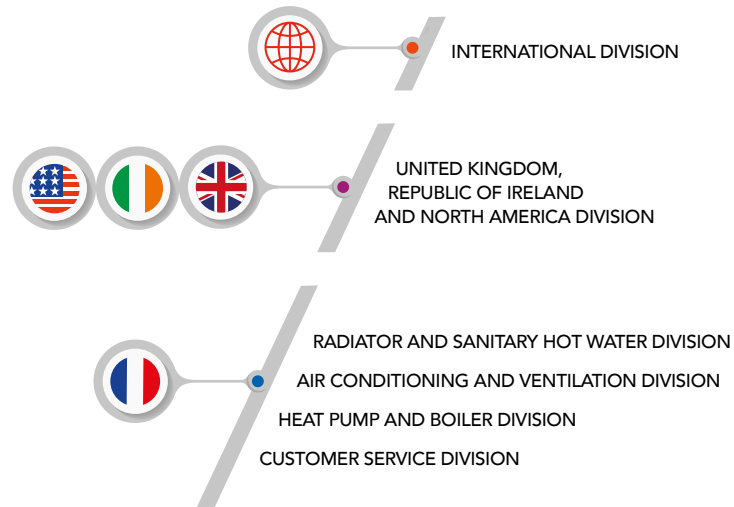 INTERNATIONAL DIVISION
UNITED KINGDOM,
REPUBLIC OF IRELAND
AND NORTH AMERICA DIVISION
RADIATOR AND SANITARY HOT WATER DIVISION
AIR CONDITIONING AND VENTILATION DIVISION
HEAT PUMP AND BOILER DIVISION
CUSTOMER SERVICE DIVISION